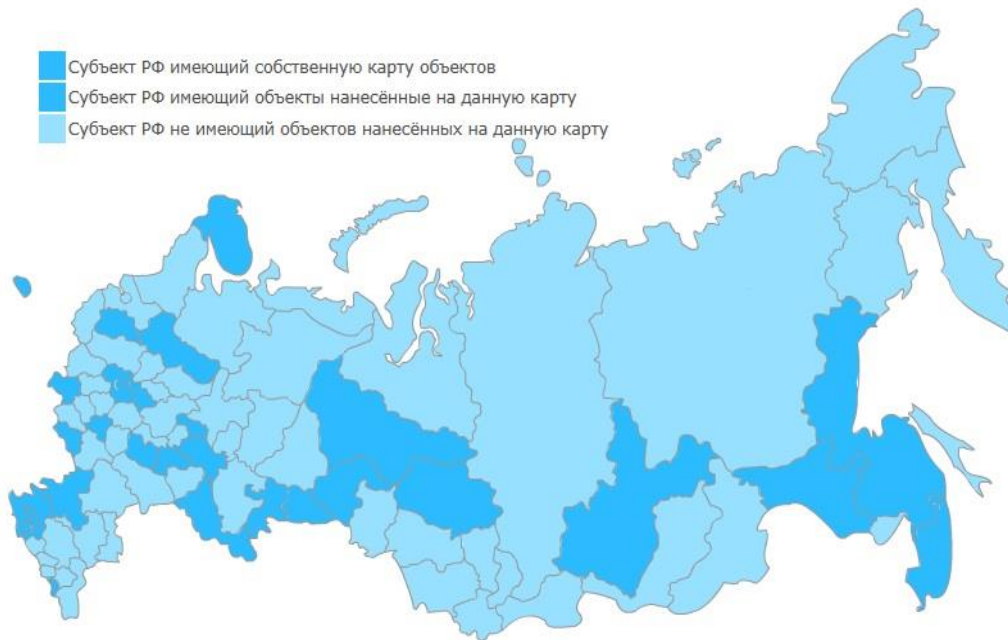 Субъект РФ имеющий собственную карту объектов
Субъект РФ имеющий объекты нанесённые на данную карту
Субъект РФ не имеющий объектов нанесённых на данную карту